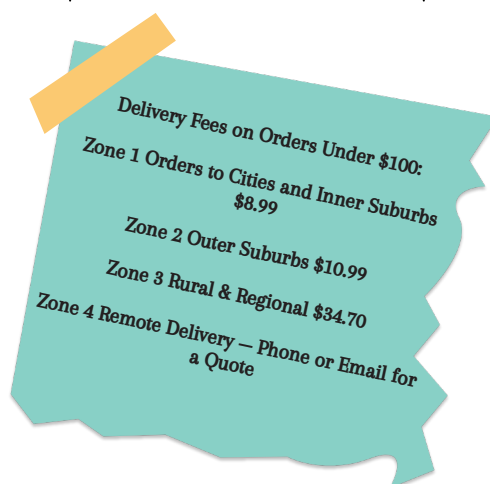 Delivery Fees on Orders Under $100:
Zone 1 Orders to Cities and Inner Suburbs
$8.99
Zone 2 Outer Suburbs $10.99
Zone 3 Rural & Regional $34.70
Zone 4 Remote Delivery – Phone or Email for
a Quote